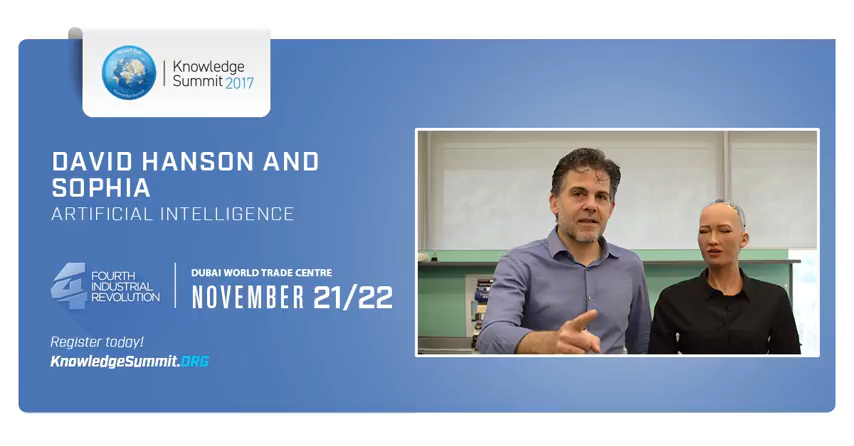 Knowledge
Summit 2017
DAVID HANSON AND
SOPHIA
ARTIFICIAL INTELLIGENCE
4
FOURTH
INDUSTRIAL
REVOLUTION
DUBAI WORLD TRADE CENTRE
NOVEMBER 21/22
Register today!
KnowledgeSummit.ORG